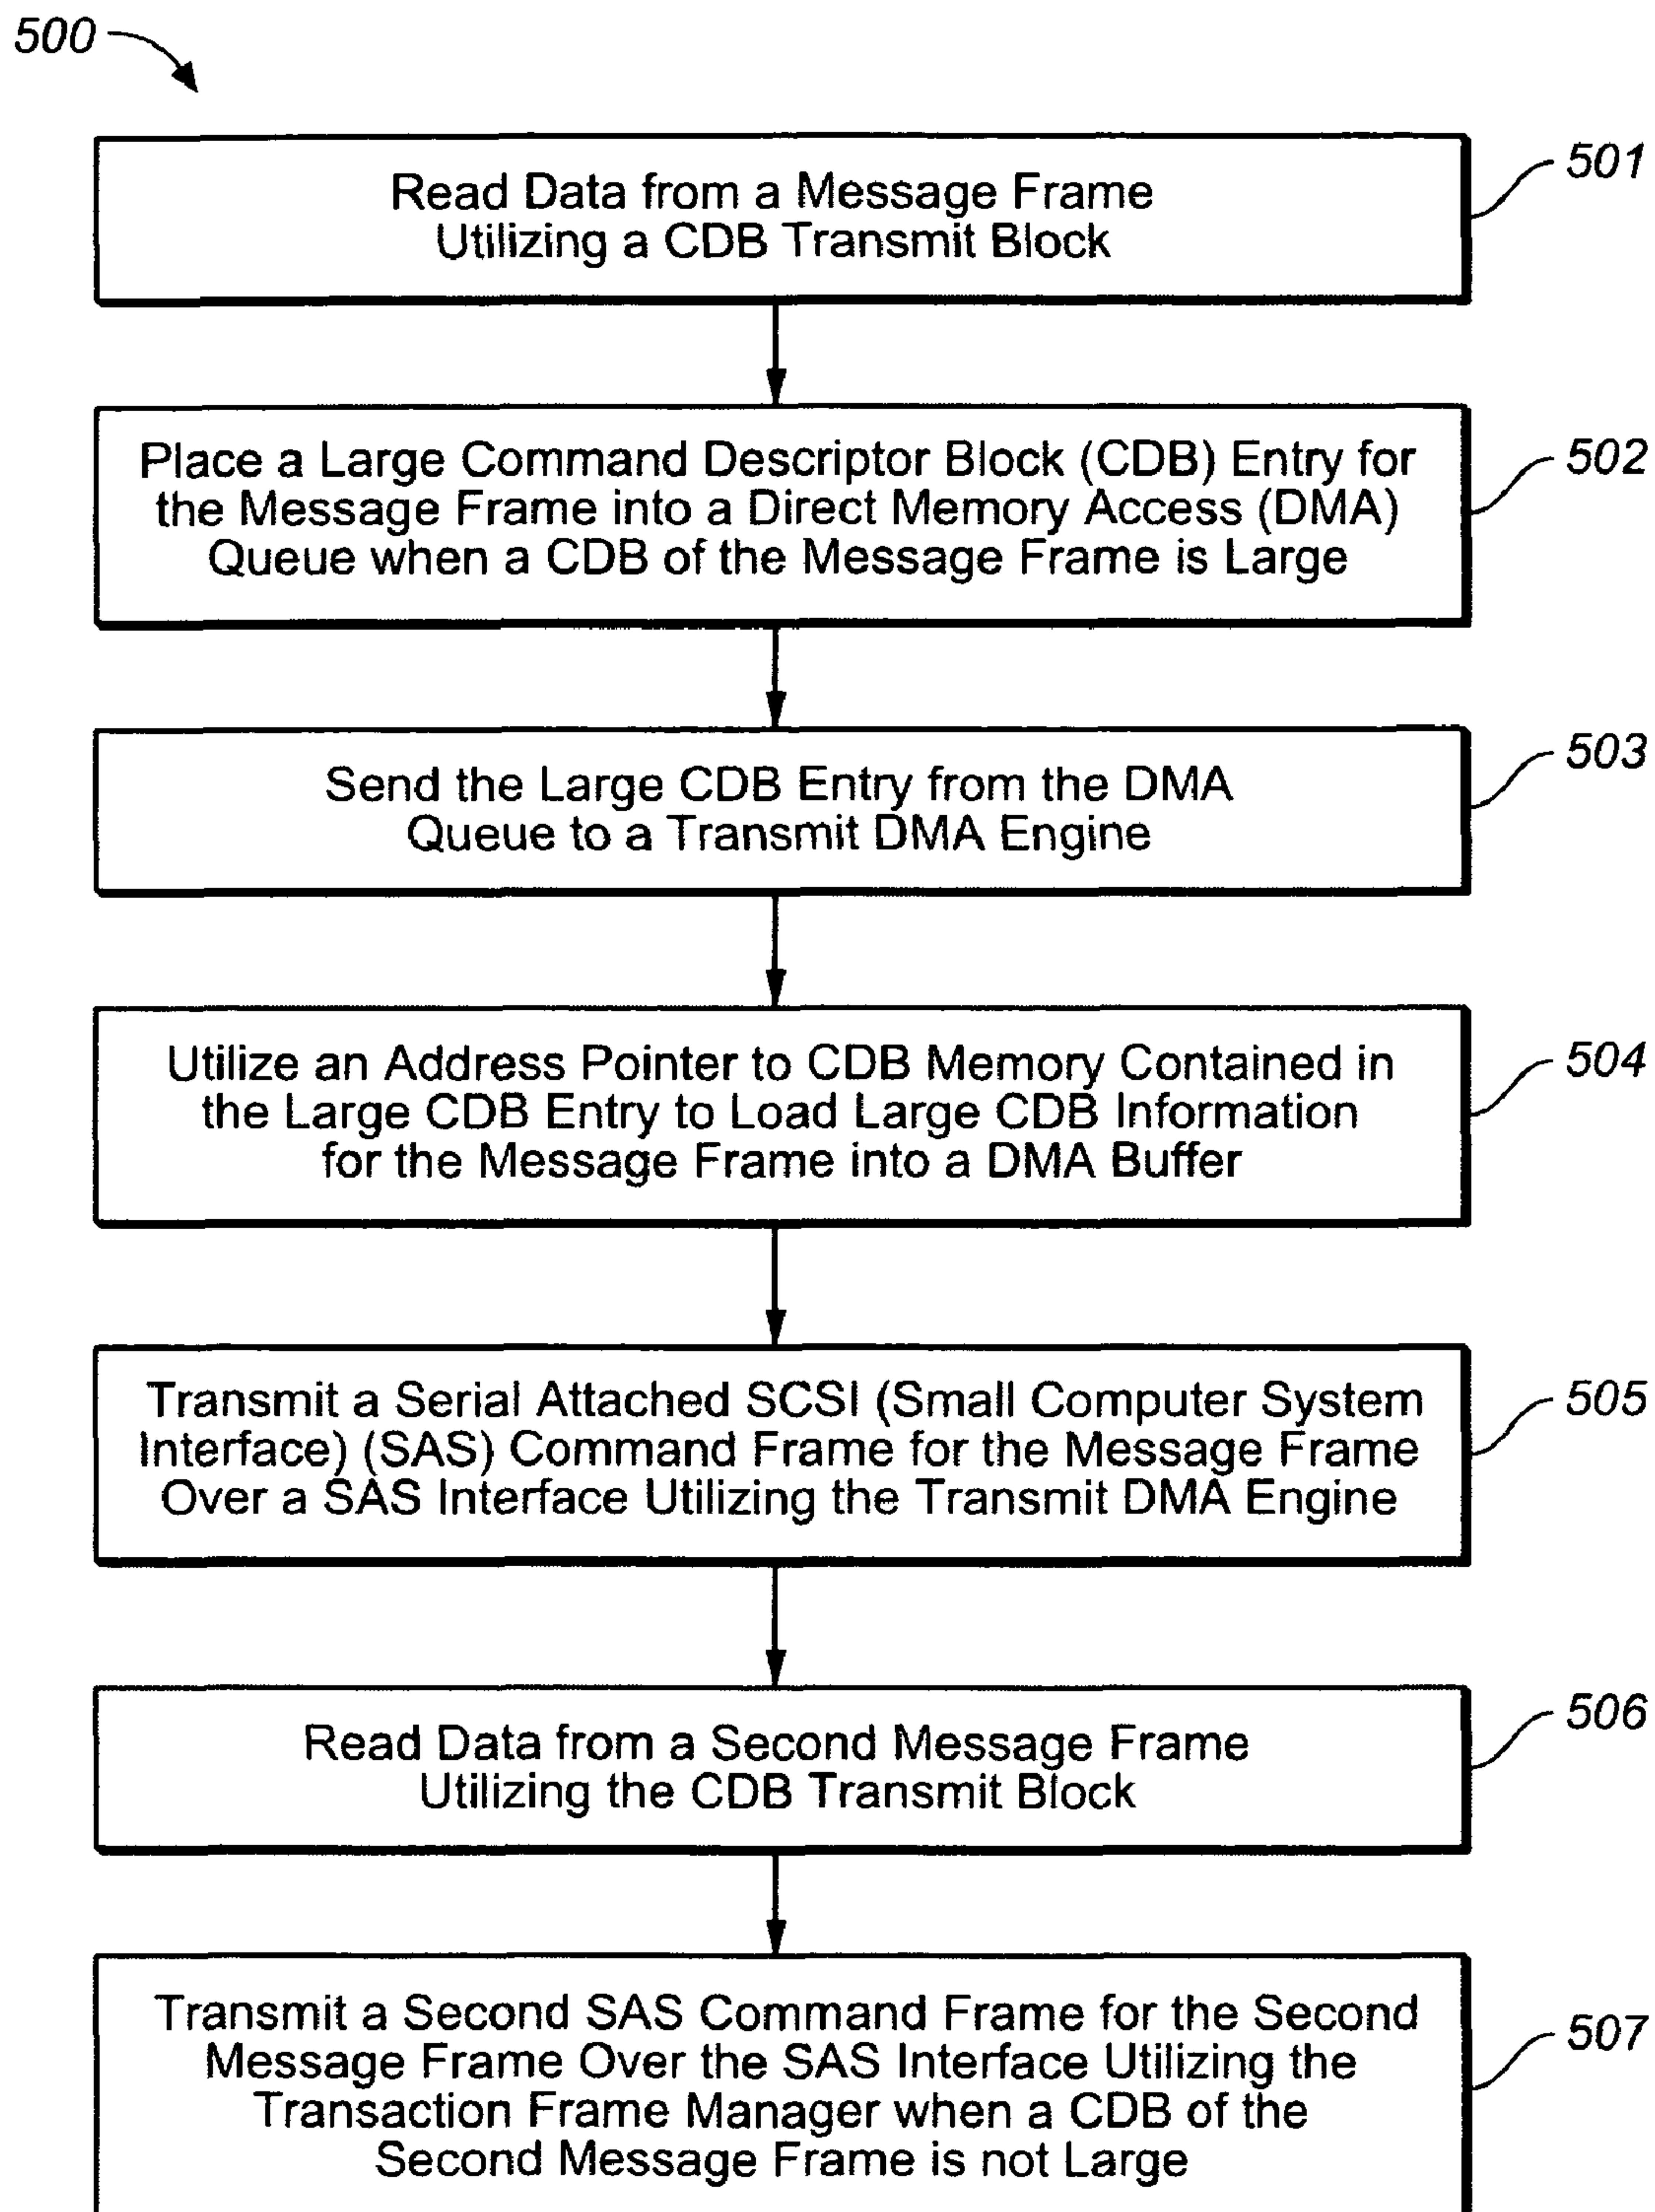 500
Read Data from a Message Frame
Utilizing a CDB Transmit Block
501
Place a Large Command Descriptor Block (CDB) Entry for
the Message Frame into a Direct Memory Access (DMA)
Queue when a CDB of the Message Frame is Large
502
Send the Large CDB Entry from the DMA
Queue to a Transmit DMA Engine
503
Utilize an Address Pointer to CDB Memory Contained in
the Large CDB Entry to Load Large CDB Information
for the Message Frame into a DMA Buffer
504
Transmit a Serial Attached SCSI (Small Computer System
Interface) (SAS) Command Frame for the Message Frame
Over a SAS Interface Utilizing the Transmit DMA Engine
505
Read Data from a Second Message Frame
Utilizing the CDB Transmit Block
506
Transmit a Second SAS Command Frame for the Second
Message Frame Over the SAS Interface Utilizing the
Transaction Frame Manager when a CDB of the
Second Message Frame is not Large
507